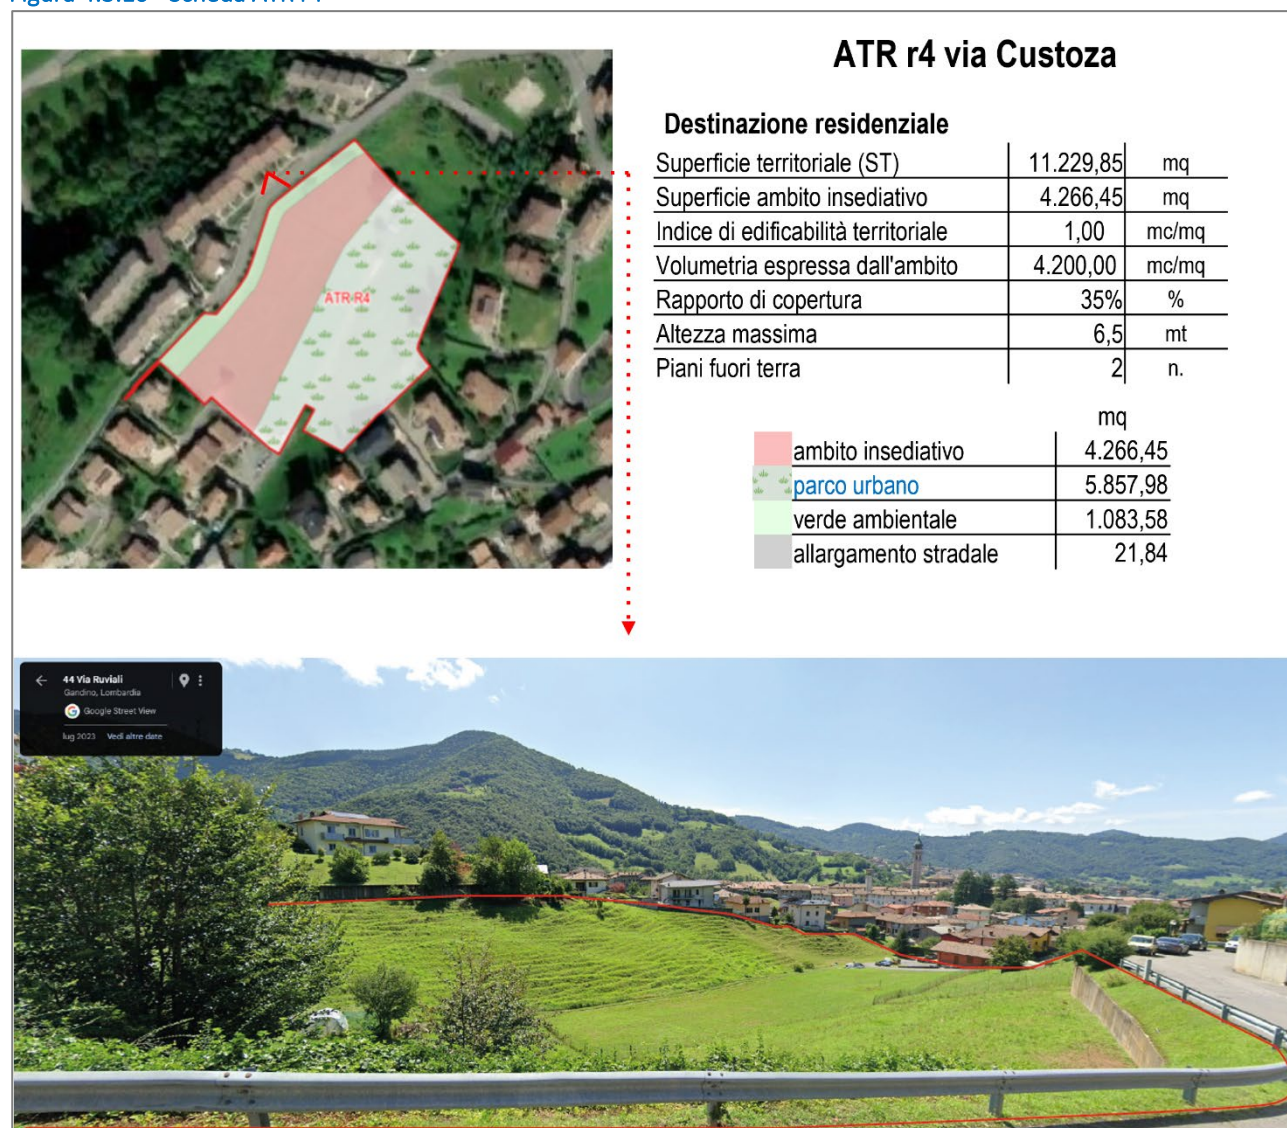 ATR r4 via Custoza
Destinazione residenziale
Superficie territoriale (ST) 11.229,85 mq
Superficie ambito insediativo 4.266,45 mq
Indice di edificabilità territoriale 1,00 mc/mq
Volumetria espressa dall'ambito 4.200,00 mc/mq
Rapporto di copertura 35% %
Altezza massima 6,5 mt
Piani fuori terra 2 n.
ATR-R4
mq
ambito insediativo 4.266,45
parco urbano 5.857,98
verde ambientale 1.083,58
allargamento stradale 21,84
44 Via Ruviali
Gandino, Lombardia
Google Street View
lug 2023 Vedi altre date